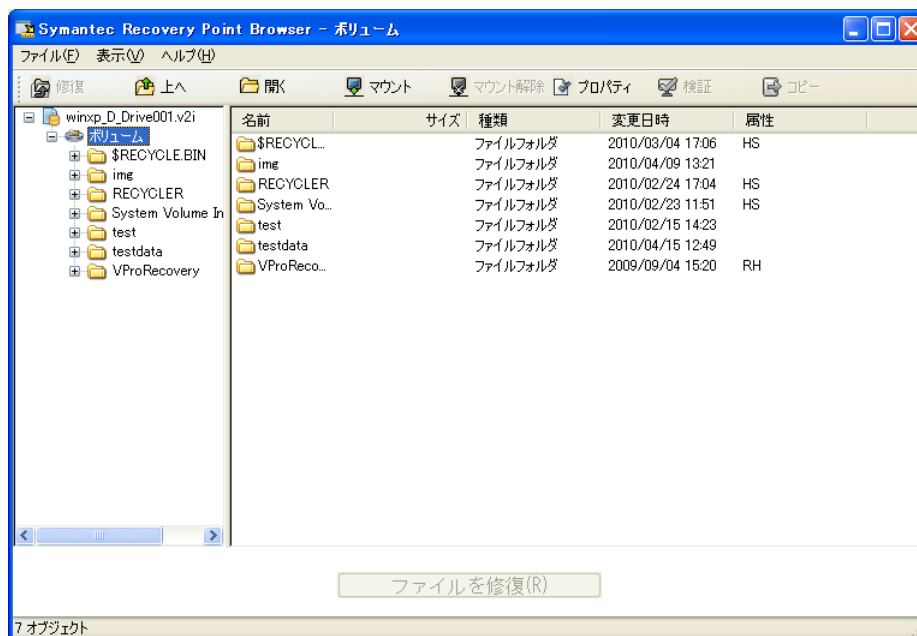 Symantec Recovery Point Browser - ボリューム
ファイル(F) 表示(V) ヘルプ(H)
修復 上へ 開く マウント マウント解除 プロパティ 検証 コピー
winxp_D_Drive001.v2i
ボリューム
$RECYCLE.BIN
img
RECYCLER
System Volume In
test
testdata
VProRecovery
名前 サイズ 種類 変更日時 属性
$RECYCL... ファイルフォルダ 2010/03/04 17:06 HS
img ファイルフォルダ 2010/04/09 13:21
RECYCLER ファイルフォルダ 2010/02/24 17:04 HS
System Vo... ファイルフォルダ 2010/02/23 11:51 HS
test ファイルフォルダ 2010/02/15 14:23
testdata ファイルフォルダ 2010/04/15 12:49
VProReco... ファイルフォルダ 2009/09/04 15:20 RH
ファイルを修復(R)
7 オブジェクト